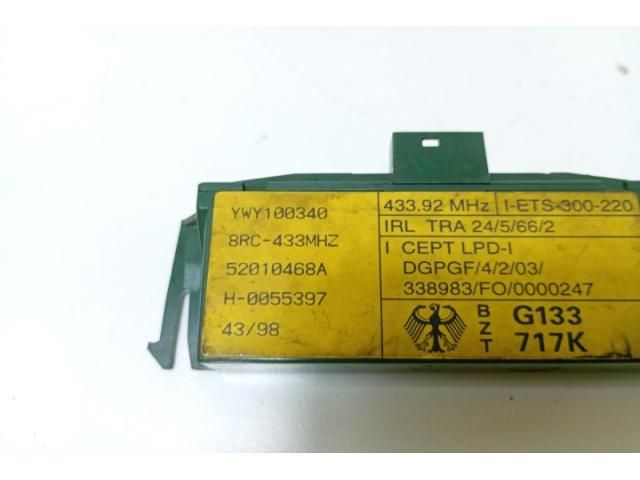 YWY100340
8RC-433MHZ
52010468A
H-0055397
43/98
433.92 MHz I-ETS-300-220
IRL TRA 24/5/66/2
I CEPT LPD-I
DGPGF/4/2/03/
338983/FO/0000247
BZT
G133
717K